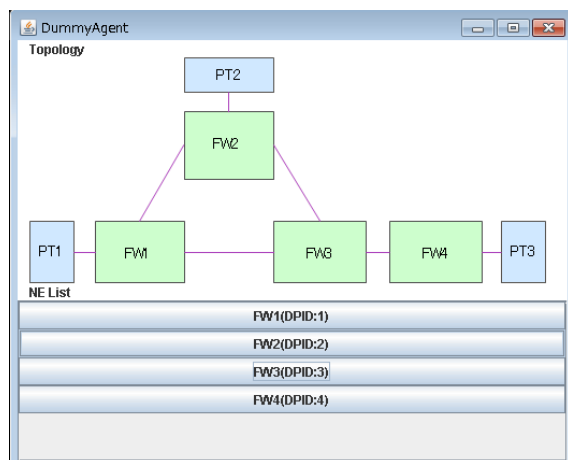 DummyAgent
Topology
PT2
FW2
PT1
FW1
FW3
FW4
PT3
NE List
FW1(DPID:1)
FW2(DPID:2)
FW3(DPID:3)
FW4(DPID:4)